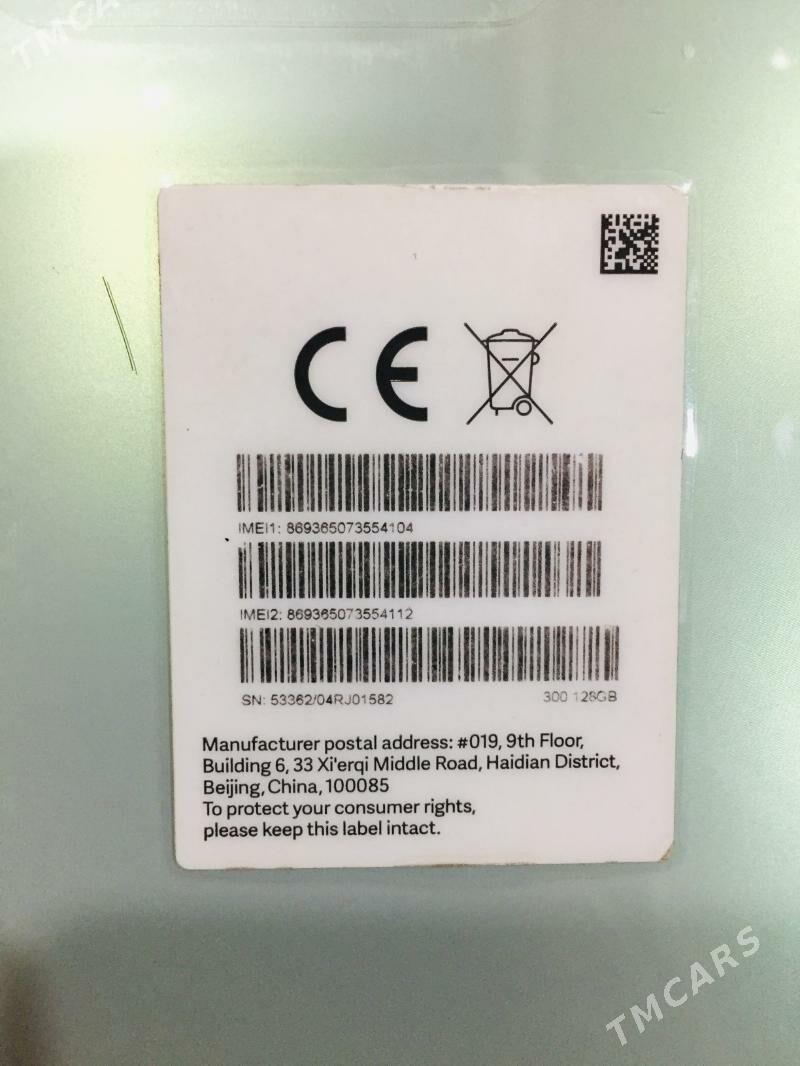 TMCARS
CE
IMEI1: 869365073554104
IMEI2: 869365073554112
SN: 53362/04RJ01582 300 128GB
Manufacturer postal address: #019, 9th Floor,
Building 6, 33 Xi'erqi Middle Road, Haidian District,
Beijing, China, 100085
To protect your consumer rights,
please keep this label intact.
TMCARS